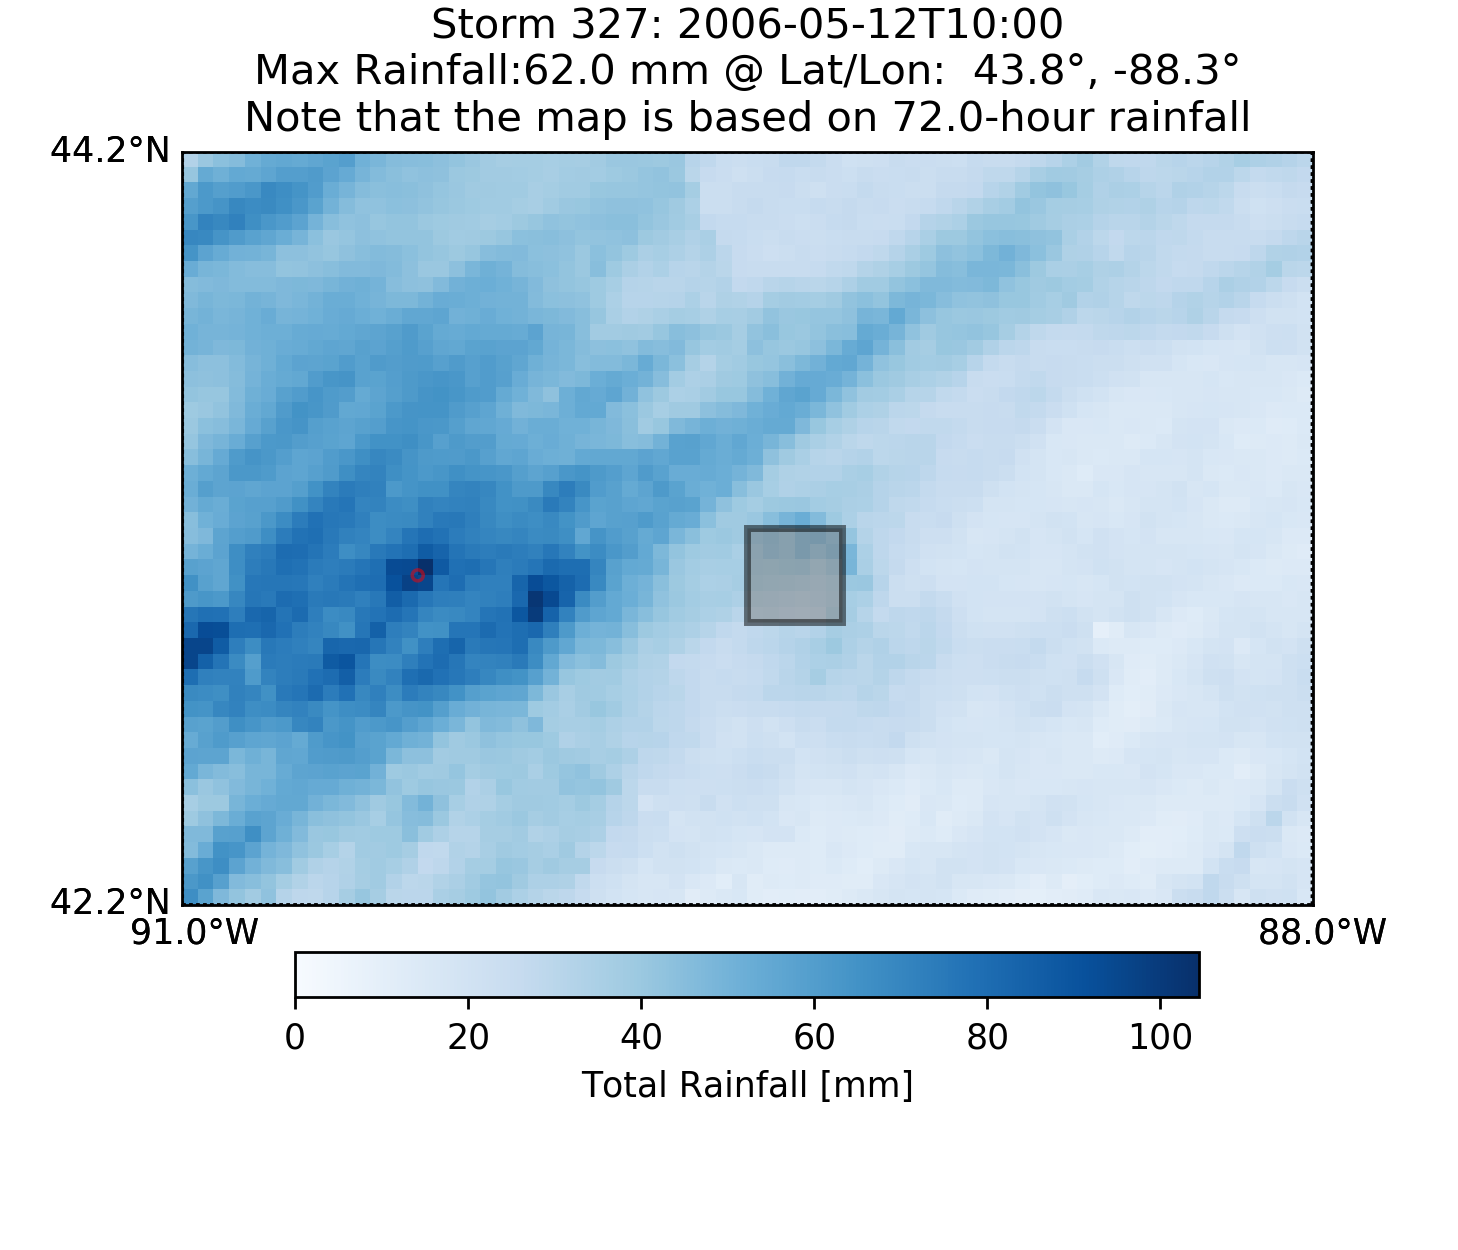 Storm 327: 2006-05-12T10:00
Max Rainfall:62.0 mm @ Lat/Lon:  43.8°, -88.3°
Note that the map is based on 72.0-hour rainfall
44.2°N
42.2°N
91.0°W
88.0°W
0 20 40 60 80 100
Total Rainfall [mm]